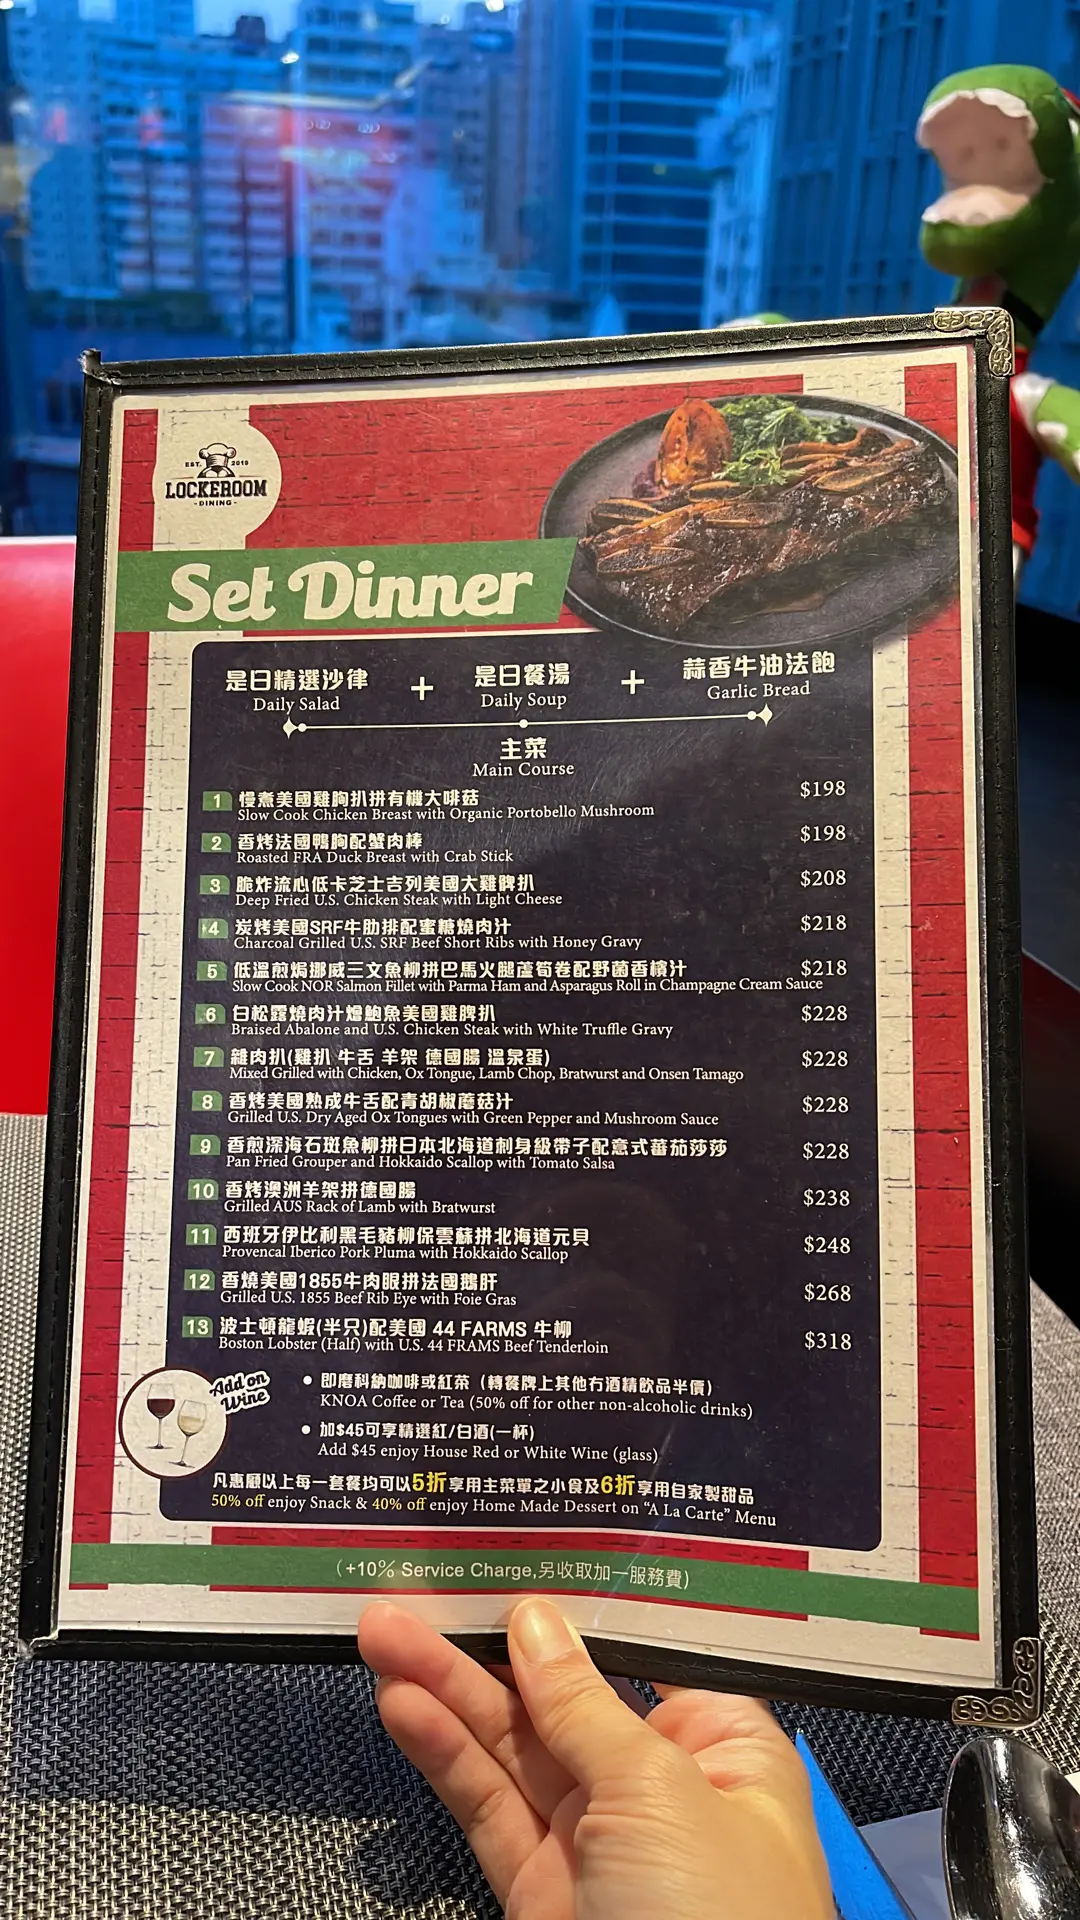 EST. 2019
LOCKEROOM
- DINING -
Set Dinner
是日精選沙律 + 是日餐湯 + 蒜香牛油法飽
Daily Salad Daily Soup Garlic Bread
主菜
Main Course
1 慢煮美國雞胸扒拼有機大啡菇 $198
Slow Cook Chicken Breast with Organic Portobello Mushroom
2 香烤法國鴨胸配蟹肉棒 $198
Roasted FRA Duck Breast with Crab Stick
3 脆炸流心低卡芝士吉列美國大雞髀扒 $208
Deep Fried U.S. Chicken Steak with Light Cheese
4 炭烤美國SRF牛肋排配蜜糖燒肉汁 $218
Charcoal Grilled U.S. SRF Beef Short Ribs with Honey Gravy
5 低溫煎焗挪威三文魚柳拼巴馬火腿蘆筍卷配野菌香檳汁 $218
Slow Cook NOR Salmon Fillet with Parma Ham and Asparagus Roll in Champagne Cream Sauce
6 白松露燒肉汁燴鮑魚美國雞脾扒 $228
Braised Abalone and U.S. Chicken Steak with White Truffle Gravy
7 雜肉扒(雞扒 牛舌 羊架 德國腸 溫泉蛋) $228
Mixed Grilled with Chicken, Ox Tongue, Lamb Chop, Bratwurst and Onsen Tamago
8 香烤美國熟成牛舌配青胡椒蘑菇汁 $228
Grilled U.S. Dry Aged Ox Tongues with Green Pepper and Mushroom Sauce
9 香煎深海石斑魚柳拼日本北海道刺身級帶子配意式蕃茄莎莎 $228
Pan Fried Grouper and Hokkaido Scallop with Tomato Salsa
10 香烤澳洲羊架拼德國腸 $238
Grilled AUS Rack of Lamb with Bratwurst
11 西班牙伊比利黑毛豬柳保雲蘇拼北海道元貝 $248
Provencal Iberico Pork Pluma with Hokkaido Scallop
12 香燒美國1855牛肉眼拼法國鵝肝 $268
Grilled U.S. 1855 Beef Rib Eye with Foie Gras
13 波士頓龍蝦(半只)配美國 44 FARMS 牛柳 $318
Boston Lobster (Half) with U.S. 44 FRAMS Beef Tenderloin
Add on
Wine
• 即磨科納咖啡或紅茶 (轉餐牌上其他冇酒精飲品半價)
KNOA Coffee or Tea (50% off for other non-alcoholic drinks)
• 加$45可享精選紅/白酒(一杯)
Add $45 enjoy House Red or White Wine (glass)
凡惠顧以上每一套餐均可以5折享用主菜單之小食及6折享用自家製甜品
50% off enjoy Snack & 40% off enjoy Home Made Dessert on "A La Carte" Menu
(+10% Service Charge,另收取加一服務費)